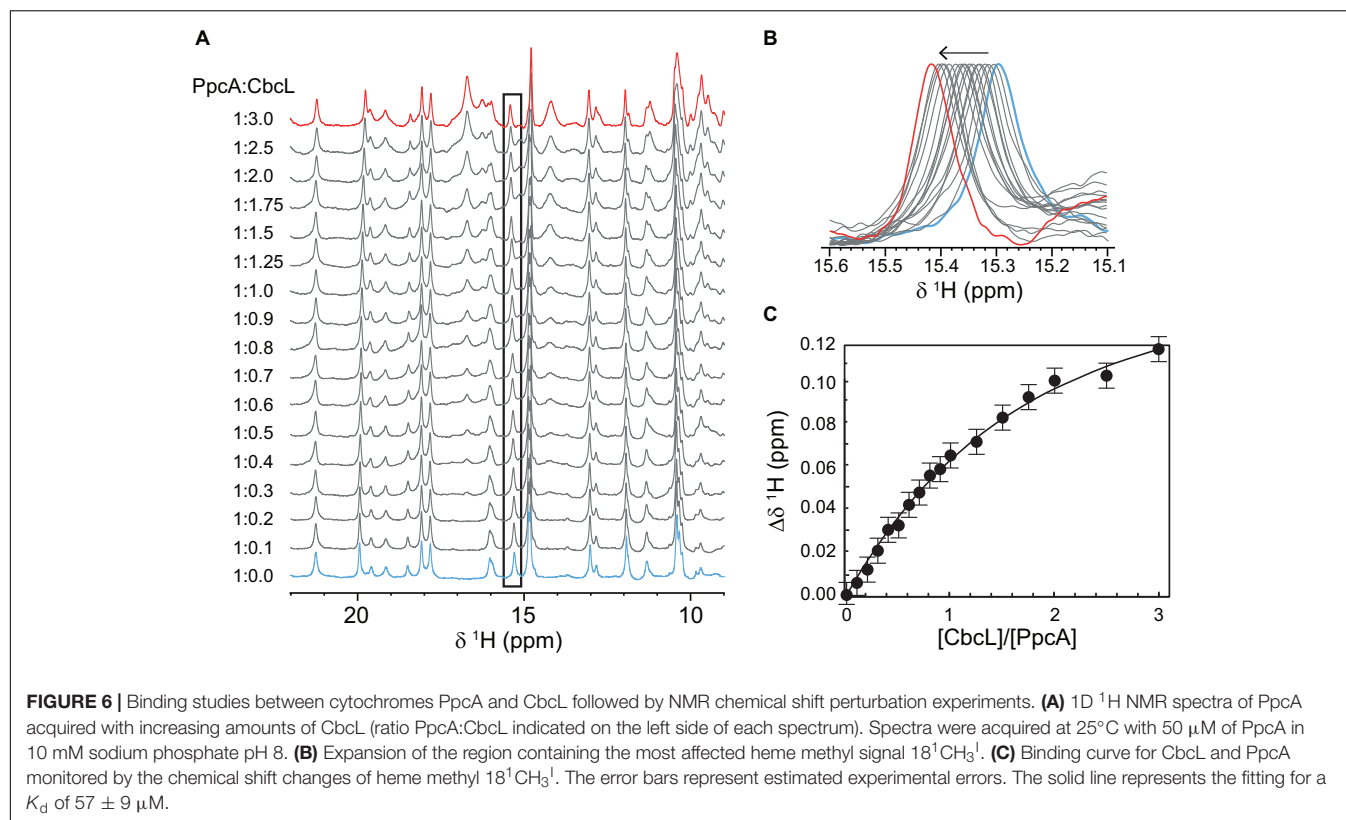 A
PpcA:CbcL
1:3.0
1:2.5
1:2.0
1:1.75
1:1.5
1:1.25
1:1.0
1:0.9
1:0.8
1:0.7
1:0.6
1:0.5
1:0.4
1:0.3
1:0.2
1:0.1
1:0.0
20 15 10
δ ¹H (ppm)
B
15.6 15.5 15.4 15.3 15.2 15.1
δ ¹H (ppm)
C
0.12
0.10
0.08
0.06
0.04
0.02
0.00
Δδ ¹H (ppm)
0 1 2 3
[CbcL]/[PpcA]
FIGURE 6 | Binding studies between cytochromes PpcA and CbcL followed by NMR chemical shift perturbation experiments. (A) 1D ¹H NMR spectra of PpcA
acquired with increasing amounts of CbcL (ratio PpcA:CbcL indicated on the left side of each spectrum). Spectra were acquired at 25°C with 50 μM of PpcA in
10 mM sodium phosphate pH 8. (B) Expansion of the region containing the most affected heme methyl signal 18¹CH₃ᴵ. (C) Binding curve for CbcL and PpcA
monitored by the chemical shift changes of heme methyl 18¹CH₃ᴵ. The error bars represent estimated experimental errors. The solid line represents the fitting for a
Kd of 57 ± 9 μM.